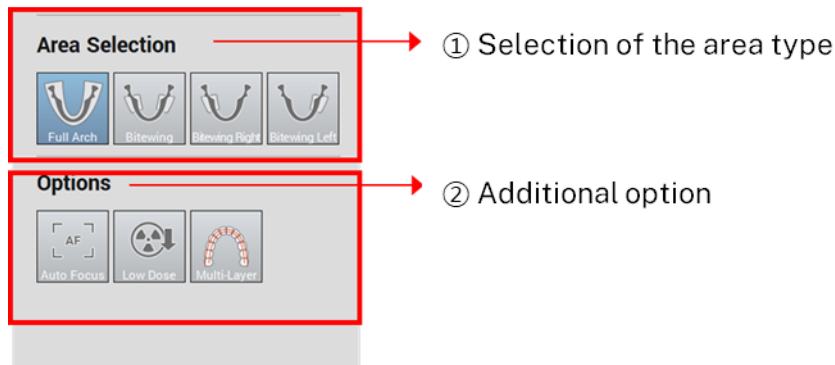 Area Selection
① Selection of the area type
Full Arch
Bitewing
Bitewing Right
Bitewing Left
Options
② Additional option
AF
Auto Focus
Low Dose
Multi-Layer